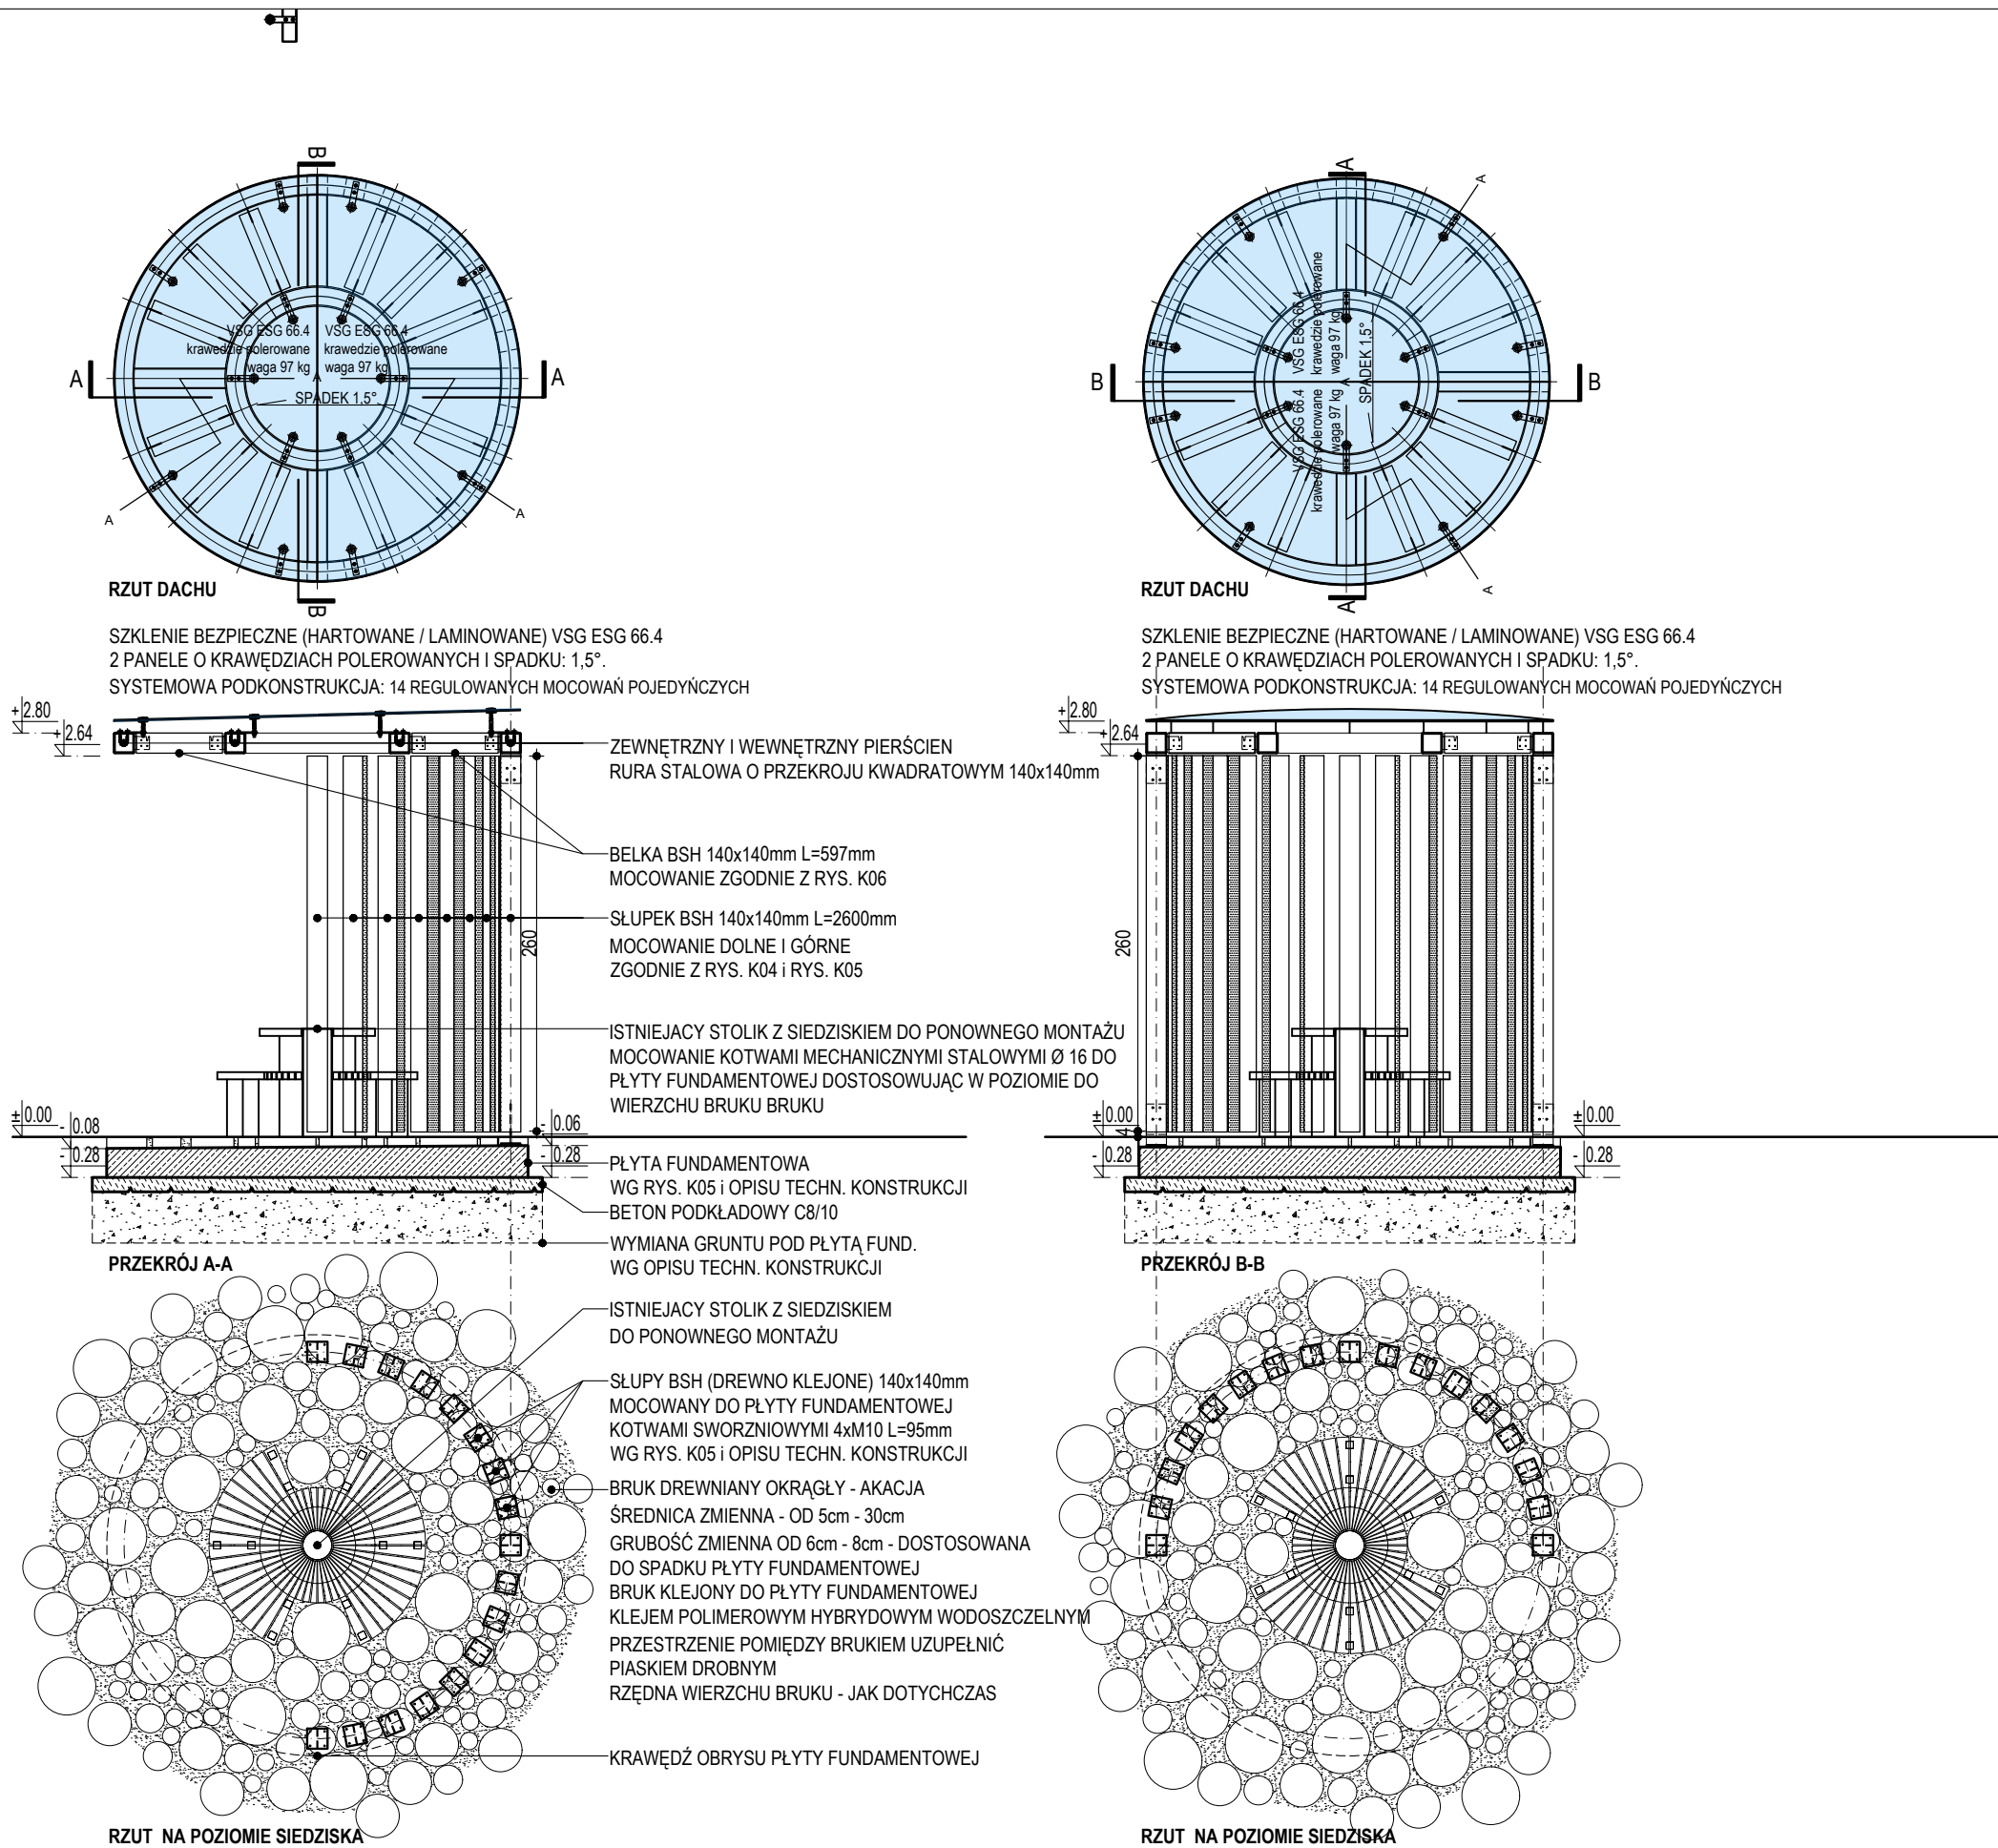 B
VSG ESG 66.4
krawedzie polerowane
waga 97 kg
VSG ESG 66.4
krawedzie polerowane
waga 97 kg
A
A
A
SPADEK 1,5°
A
A
RZUT DACHU
B
SZKLENIE BEZPIECZNE (HARTOWANE / LAMINOWANE) VSG ESG 66.4
2 PANELE O KRAWĘDZIACH POLEROWANYCH I SPADKU: 1,5°.
SYSTEMOWA PODKONSTRUKCJA: 14 REGULOWANYCH MOCOWAŃ POJEDYŃCZYCH
+2.80
+2.64
ZEWNĘTRZNY I WEWNĘTRZNY PIERŚCIEN
RURA STALOWA O PRZEKROJU KWADRATOWYM 140x140mm
BELKA BSH 140x140mm L=597mm
MOCOWANIE ZGODNIE Z RYS. K06
SŁUPEK BSH 140x140mm L=2600mm
MOCOWANIE DOLNE I GÓRNE
ZGODNIE Z RYS. K04 i RYS. K05
260
ISTNIEJACY STOLIK Z SIEDZISKIEM DO PONOWNEGO MONTAŻU
MOCOWANIE KOTWAMI MECHANICZNYMI STALOWYMI Ø 16 DO
PŁYTY FUNDAMENTOWEJ DOSTOSOWUJĄC W POZIOMIE DO
WIERZCHU BRUKU BRUKU
±0.00
-0.08
-0.28
-0.06
-0.28
PŁYTA FUNDAMENTOWA
WG RYS. K05 i OPISU TECHN. KONSTRUKCJI
BETON PODKŁADOWY C8/10
WYMIANA GRUNTU POD PŁYTĄ FUND.
WG OPISU TECHN. KONSTRUKCJI
PRZEKRÓJ A-A
ISTNIEJACY STOLIK Z SIEDZISKIEM
DO PONOWNEGO MONTAŻU
SŁUPY BSH (DREWNO KLEJONE) 140x140mm
MOCOWANY DO PŁYTY FUNDAMENTOWEJ
KOTWAMI SWORZNIOWYMI 4xM10 L=95mm
WG RYS. K05 i OPISU TECHN. KONSTRUKCJI
BRUK DREWNIANY OKRĄGŁY - AKACJA
ŚREDNICA ZMIENNA - OD 5cm - 30cm
GRUBOŚĆ ZMIENNA OD 6cm - 8cm - DOSTOSOWANA
DO SPADKU PŁYTY FUNDAMENTOWEJ
BRUK KLEJONY DO PŁYTY FUNDAMENTOWEJ
KLEJEM POLIMEROWYM HYBRYDOWYM WODOSZCZELNYM
PRZESTRZENIE POMIĘDZY BRUKIEM UZUPEŁNIĆ
PIASKIEM DROBNYM
RZĘDNA WIERZCHU BRUKU - JAK DOTYCHCZAS
KRAWĘDŹ OBRYSU PŁYTY FUNDAMENTOWEJ
RZUT NA POZIOMIE SIEDZISKA
A
A
VSG ESG 66.4
krawedzie polerowane
waga 97 kg
VSG ESG 66.4
krawedzie polerowane
waga 97 kg
SPADEK 1,5°
A
B
B
A
A
RZUT DACHU
SZKLENIE BEZPIECZNE (HARTOWANE / LAMINOWANE) VSG ESG 66.4
2 PANELE O KRAWĘDZIACH POLEROWANYCH I SPADKU: 1,5°.
SYSTEMOWA PODKONSTRUKCJA: 14 REGULOWANYCH MOCOWAŃ POJEDYŃCZYCH
+2.80
+2.64
260
4
±0.00
-0.28
±0.00
-0.28
PRZEKRÓJ B-B
RZUT NA POZIOMIE SIEDZISKA